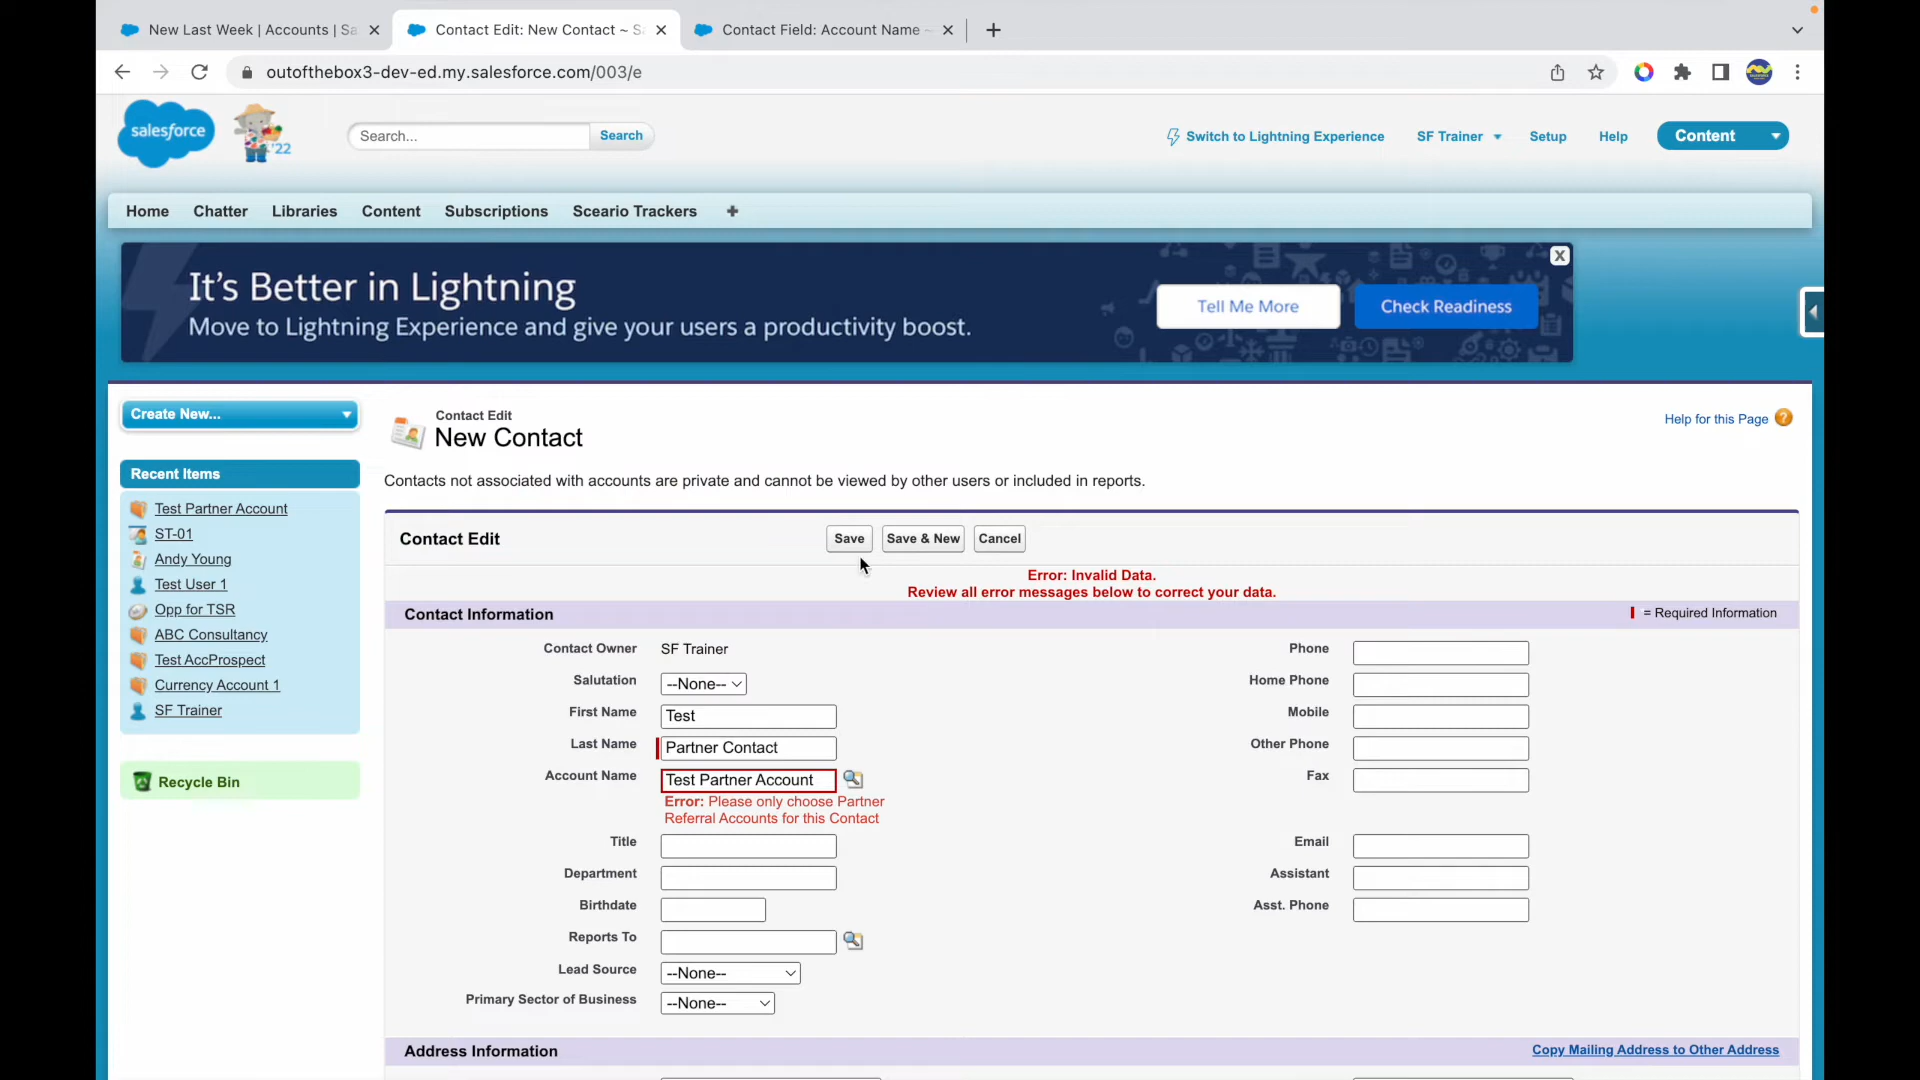 New Last Week | Accounts | Sa
Contact Edit: New Contact ~ S
Contact Field: Account Name ~
outofthebox3-dev-ed.my.salesforce.com/003/e
salesforce
'22
Search...
Search
Switch to Lightning Experience
SF Trainer
Setup
Help
Content
Home
Chatter
Libraries
Content
Subscriptions
Sceario Trackers
It's Better in Lightning
Move to Lightning Experience and give your users a productivity boost.
Tell Me More
Check Readiness
X
Create New...
Recent Items
Test Partner Account
ST-01
Andy Young
Test User 1
Opp for TSR
ABC Consultancy
Test AccProspect
Currency Account 1
SF Trainer
Recycle Bin
Contact Edit
New Contact
Help for this Page
?
Contacts not associated with accounts are private and cannot be viewed by other users or included in reports.
Contact Edit
Save
Save & New
Cancel
Error: Invalid Data.
Review all error messages below to correct your data.
Contact Information
= Required Information
Contact Owner
SF Trainer
Salutation
--None--
First Name
Test
Last Name
Partner Contact
Account Name
Test Partner Account
Error: Please only choose Partner
Referral Accounts for this Contact
Title
Department
Birthdate
Reports To
Lead Source
--None--
Primary Sector of Business
--None--
Phone
Home Phone
Mobile
Other Phone
Fax
Email
Assistant
Asst. Phone
Address Information
Copy Mailing Address to Other Address